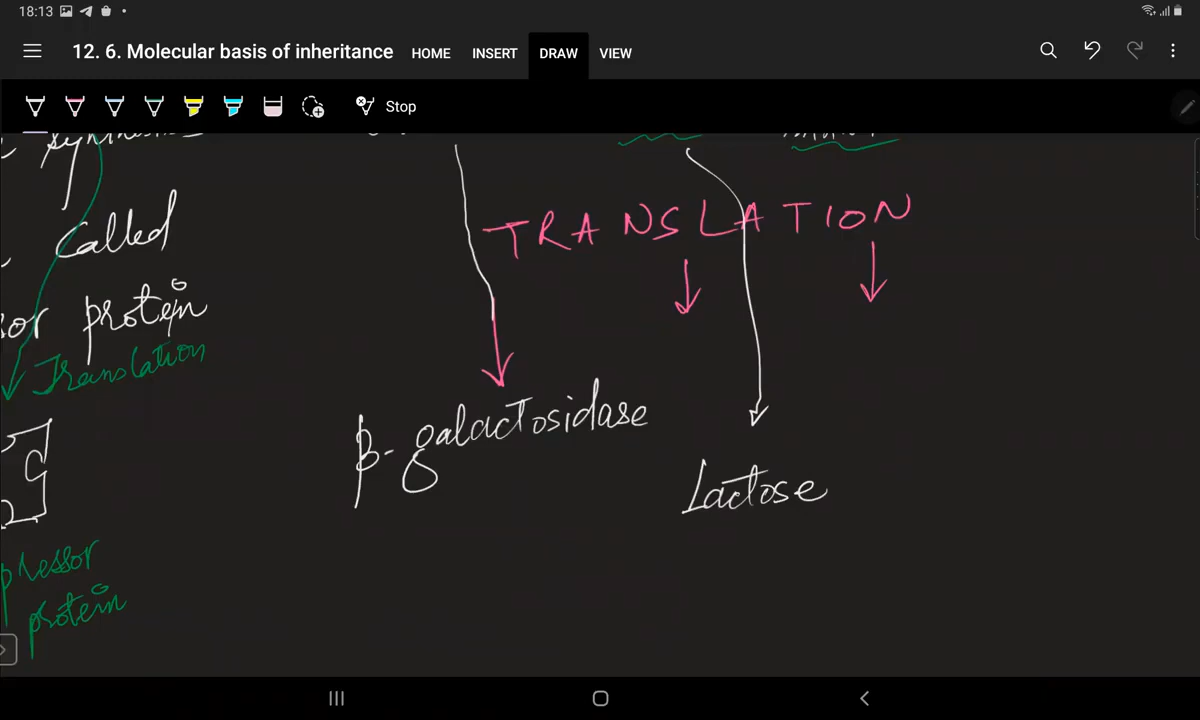 18:13
12. 6. Molecular basis of inheritance HOME INSERT DRAW VIEW
Stop
synthesis
called
protein
Translation
TRANSLATION
β-galactosidase
Lactose
protein